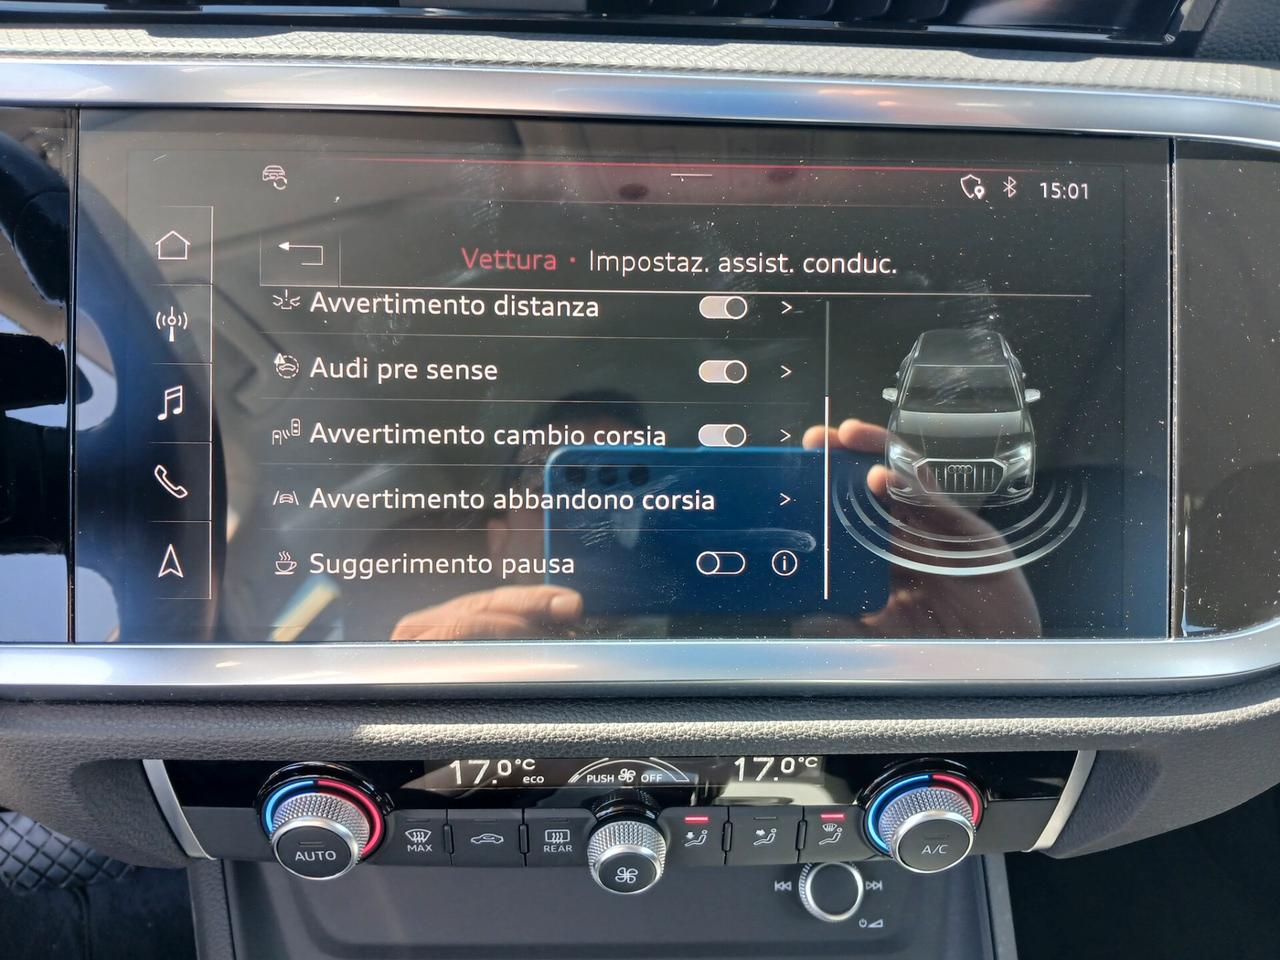 15:01
Vettura · Impostaz. assist. conduc.
Avvertimento distanza
Audi pre sense
Avvertimento cambio corsia
Avvertimento abbandono corsia
Suggerimento pausa
17.0°C eco
PUSH OFF
17.0°C
AUTO
MAX
REAR
A/C